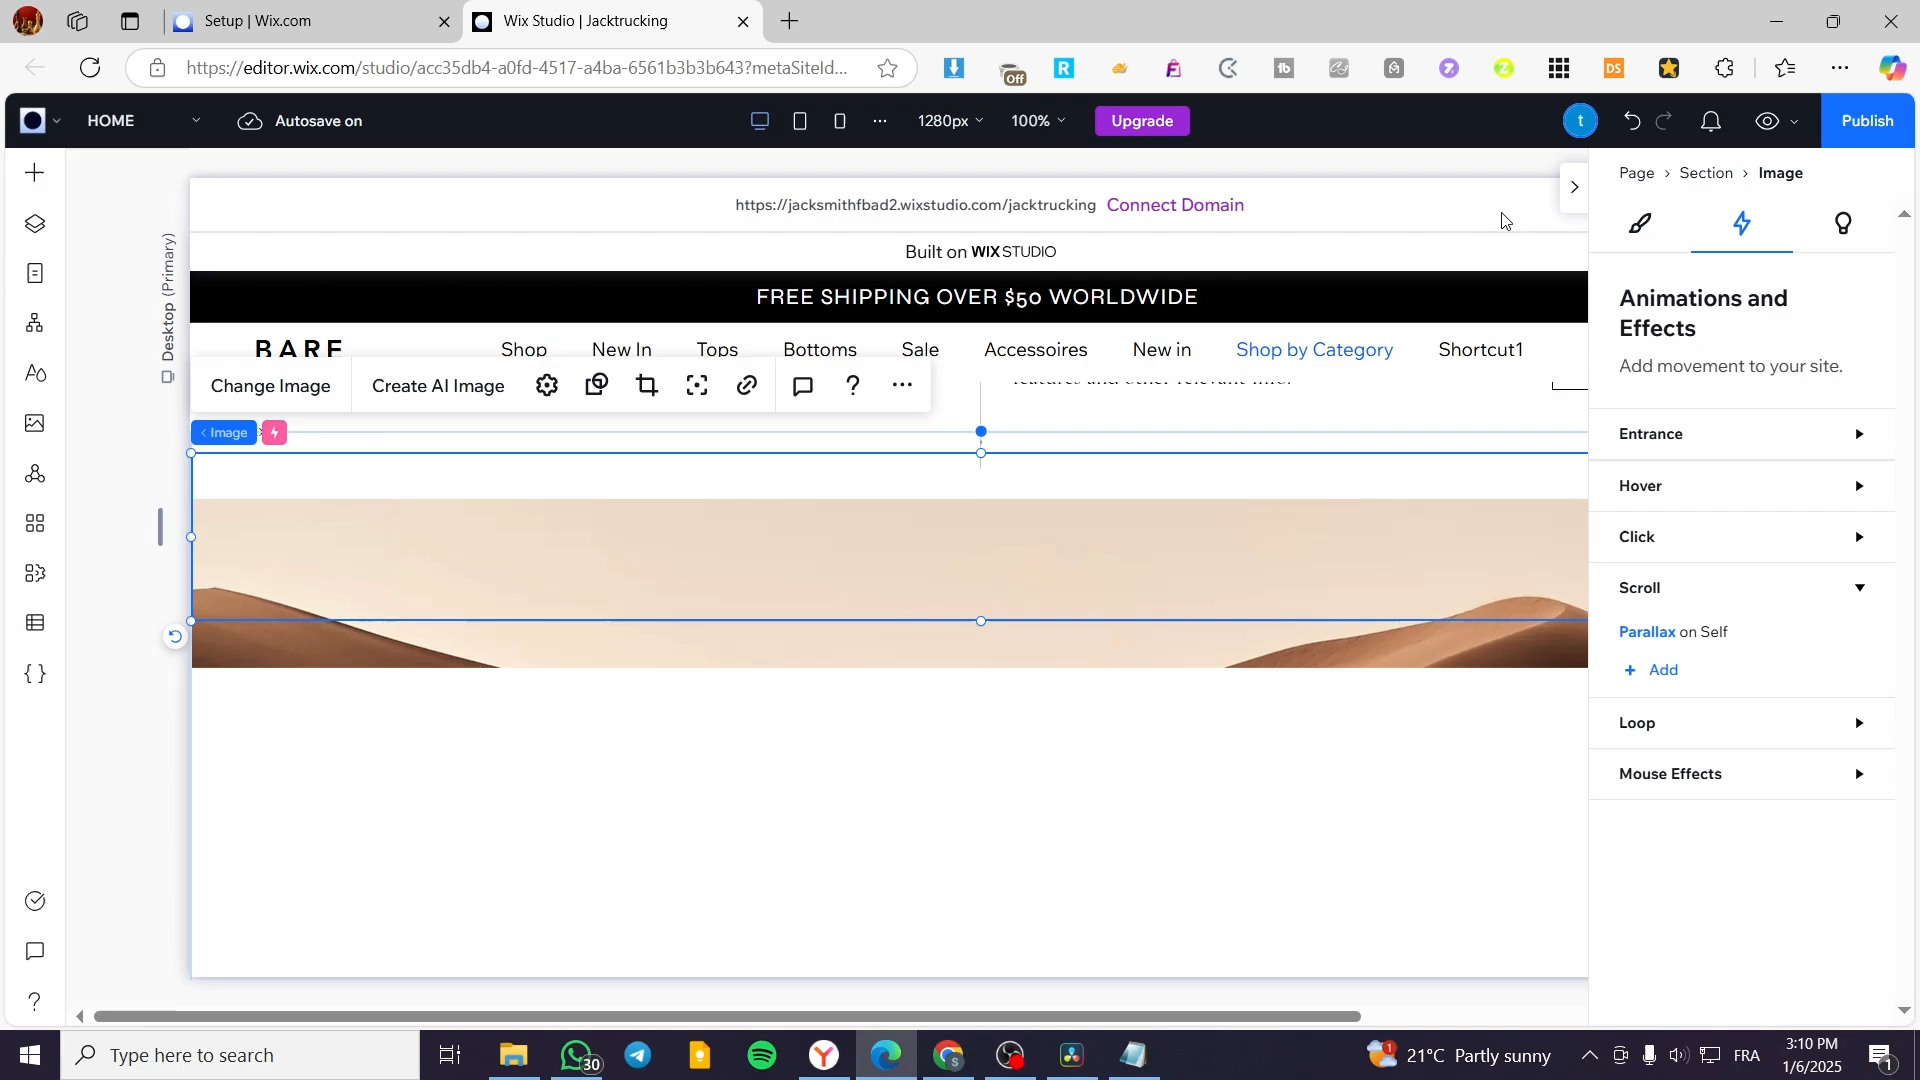 Setup | Wix.com
Wix Studio | Jacktrucking
https://editor.wix.com/studio/acc35db4-a0fd-4517-a4ba-6561b3b3b643?metaSiteId...
Off
HOME
Autosave on
1280px
100%
Upgrade
t
Publish
Page > Section > Image
https://jacksmithfbad2.wixstudio.com/jacktrucking Connect Domain
Built on WIX STUDIO
FREE SHIPPING OVER $50 WORLDWIDE
Desktop (Primary)
BARE
Shop
New In
Tops
Bottoms
Sale
Accessoires
New in
Shop by Category
Shortcut1
Change Image
Create AI Image
< Image
Animations and
Effects
Add movement to your site.
Entrance
Hover
Click
Scroll
Parallax on Self
+ Add
Loop
Mouse Effects
Type here to search
30
21°C Partly sunny
FRA
3:10 PM
1/6/2025
1